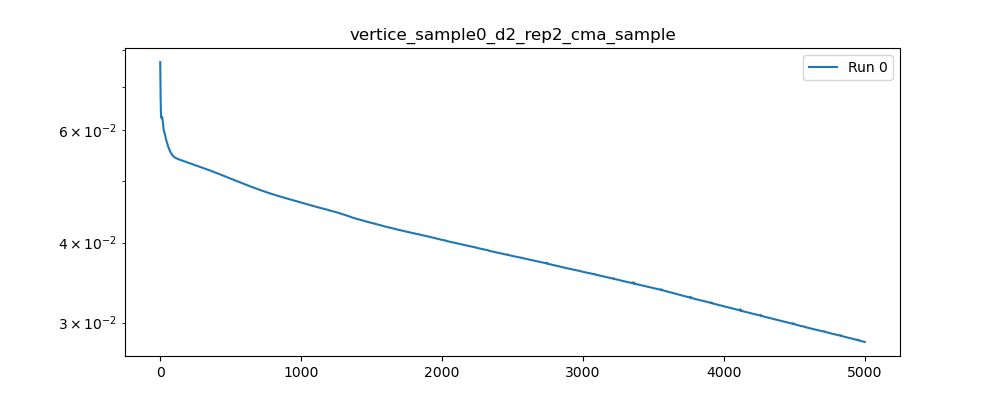 vertice_sample0_d2_rep2_cma_sample
Run 0
6 × 10⁻²
4 × 10⁻²
3 × 10⁻²
0 1000 2000 3000 4000 5000